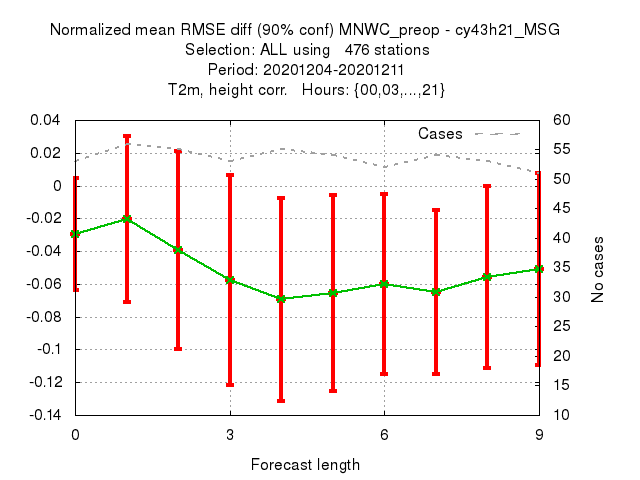 Normalized mean RMSE diff (90% conf) MNWC_preop - cy43h21_MSG
Selection: ALL using   476 stations
Period: 20201204-20201211
T2m, height corr.   Hours: {00,03,...,21}
0.04
0.02
0
-0.02
-0.04
-0.06
-0.08
-0.1
-0.12
-0.14
Cases
60
55
50
45
40
35
30
25
20
15
10
No cases
0 3 6 9
Forecast length